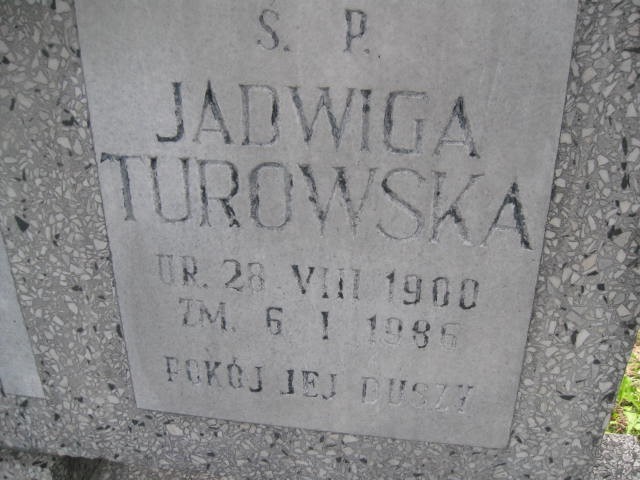 Ś. P.
JADWIGA
TUROWSKA
UR. 28 VIII 1900
ZM. 6 I 1986
POKÓJ JEJ DUSZY